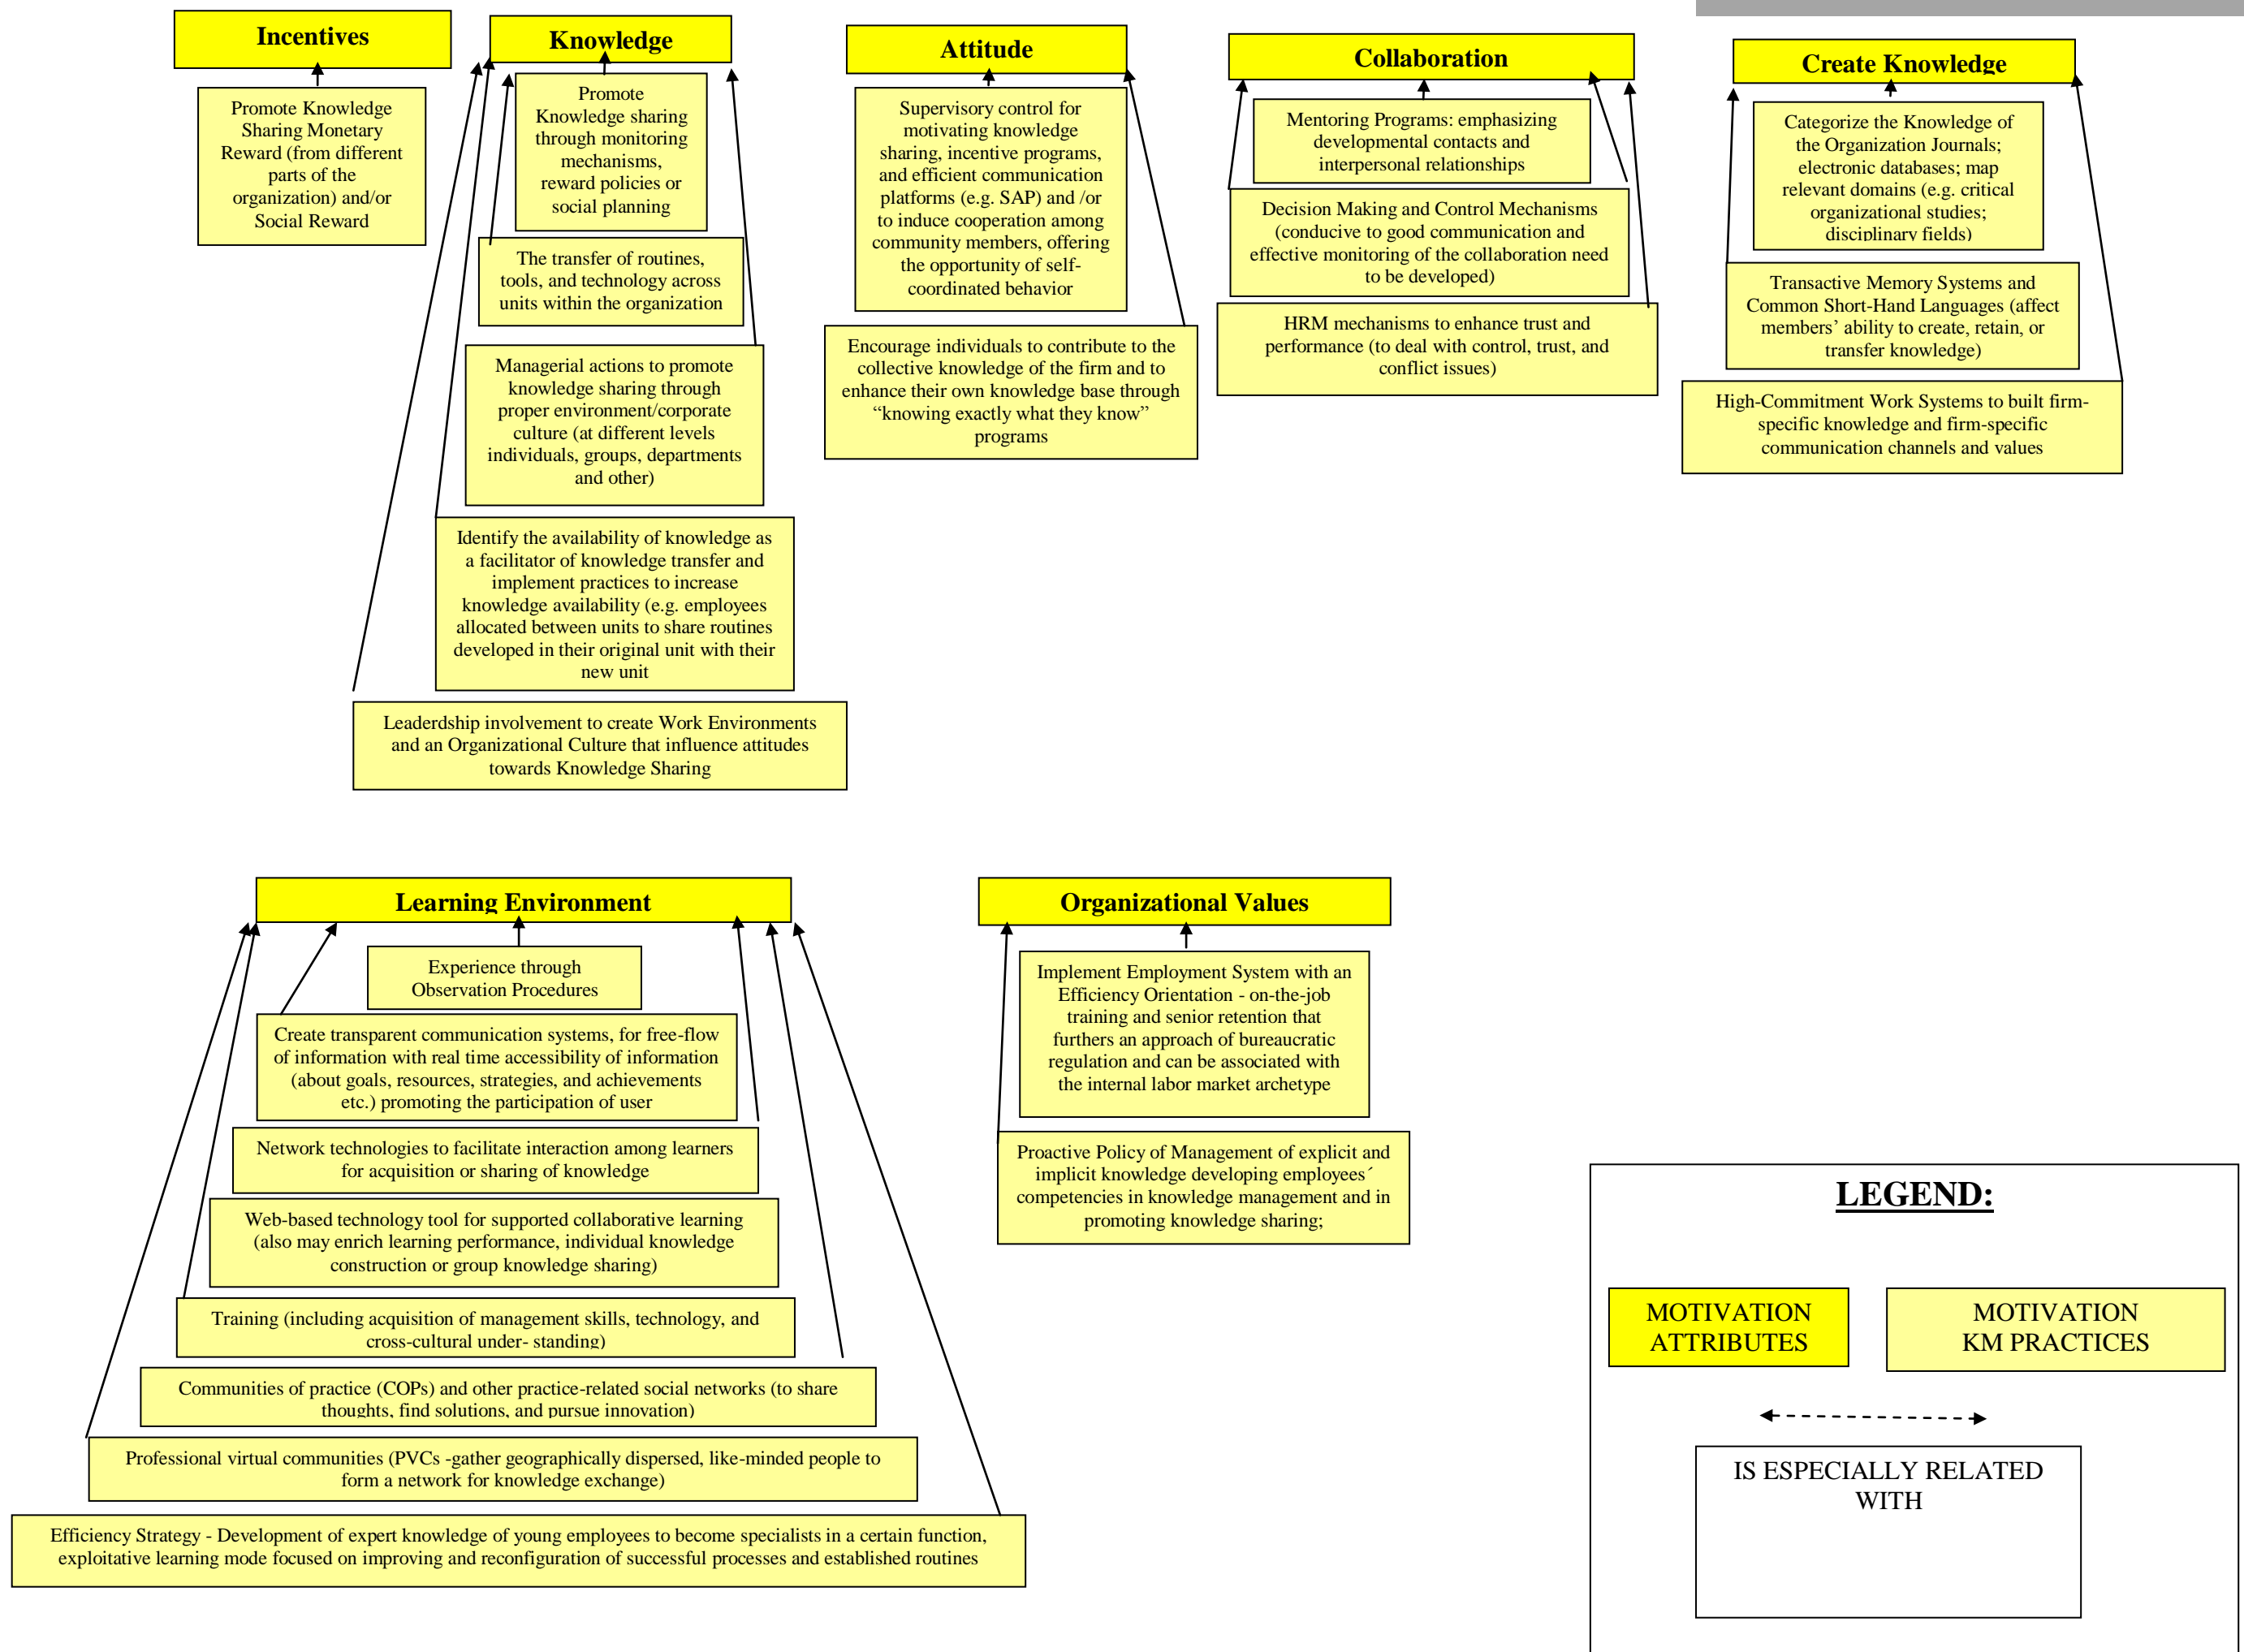 Incentives
Promote Knowledge
Sharing Monetary
Reward (from different
parts of the
organization) and/or
Social Reward
Knowledge
Promote
Knowledge sharing
through monitoring
mechanisms,
reward policies or
social planning
The transfer of routines,
tools, and technology across
units within the organization
Managerial actions to promote
knowledge sharing through
proper environment/corporate
culture (at different levels
individuals, groups, departments
and other)
Identify the availability of knowledge as
a facilitator of knowledge transfer and
implement practices to increase
knowledge availability (e.g. employees
allocated between units to share routines
developed in their original unit with their
new unit
Leaderdship involvement to create Work Environments
and an Organizational Culture that influence attitudes
towards Knowledge Sharing
Attitude
Supervisory control for
motivating knowledge
sharing, incentive programs,
and efficient communication
platforms (e.g. SAP) and /or
to induce cooperation among
community members, offering
the opportunity of self-
coordinated behavior
Encourage individuals to contribute to the
collective knowledge of the firm and to
enhance their own knowledge base through
“knowing exactly what they know”
programs
Collaboration
Mentoring Programs: emphasizing
developmental contacts and
interpersonal relationships
Decision Making and Control Mechanisms
(conducive to good communication and
effective monitoring of the collaboration need
to be developed)
HRM mechanisms to enhance trust and
performance (to deal with control, trust, and
conflict issues)
Create Knowledge
Categorize the Knowledge of
the Organization Journals;
electronic databases; map
relevant domains (e.g. critical
organizational studies;
disciplinary fields)
Transactive Memory Systems and
Common Short-Hand Languages (affect
members’ ability to create, retain, or
transfer knowledge)
High-Commitment Work Systems to built firm-
specific knowledge and firm-specific
communication channels and values
Learning Environment
Experience through
Observation Procedures
Create transparent communication systems, for free-flow
of information with real time accessibility of information
(about goals, resources, strategies, and achievements
etc.) promoting the participation of user
Network technologies to facilitate interaction among learners
for acquisition or sharing of knowledge
Web-based technology tool for supported collaborative learning
(also may enrich learning performance, individual knowledge
construction or group knowledge sharing)
Training (including acquisition of management skills, technology, and
cross-cultural under- standing)
Communities of practice (COPs) and other practice-related social networks (to share
thoughts, find solutions, and pursue innovation)
Professional virtual communities (PVCs -gather geographically dispersed, like-minded people to
form a network for knowledge exchange)
Efficiency Strategy - Development of expert knowledge of young employees to become specialists in a certain function,
exploitative learning mode focused on improving and reconfiguration of successful processes and established routines
Organizational Values
Implement Employment System with an
Efficiency Orientation - on-the-job
training and senior retention that
furthers an approach of bureaucratic
regulation and can be associated with
the internal labor market archetype
Proactive Policy of Management of explicit and
implicit knowledge developing employees´
competencies in knowledge management and in
promoting knowledge sharing;
LEGEND:
MOTIVATION
ATTRIBUTES
MOTIVATION
KM PRACTICES
IS ESPECIALLY RELATED
WITH